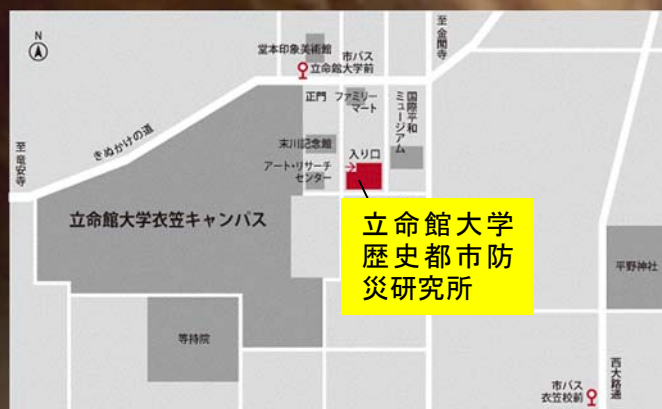 N
堂本印象美術館
市バス
立命館大学前
至金閣寺
正門
ファミリー
マート
国際平和
ミュージアム
きぬかけの道
至竜安寺
末川記念館
入り口
アート・リサーチ
センター
立命館大学衣笠キャンパス
立命館大学
歴史都市防
災研究所
平野神社
等持院
西大路通
市バス
衣笠校前